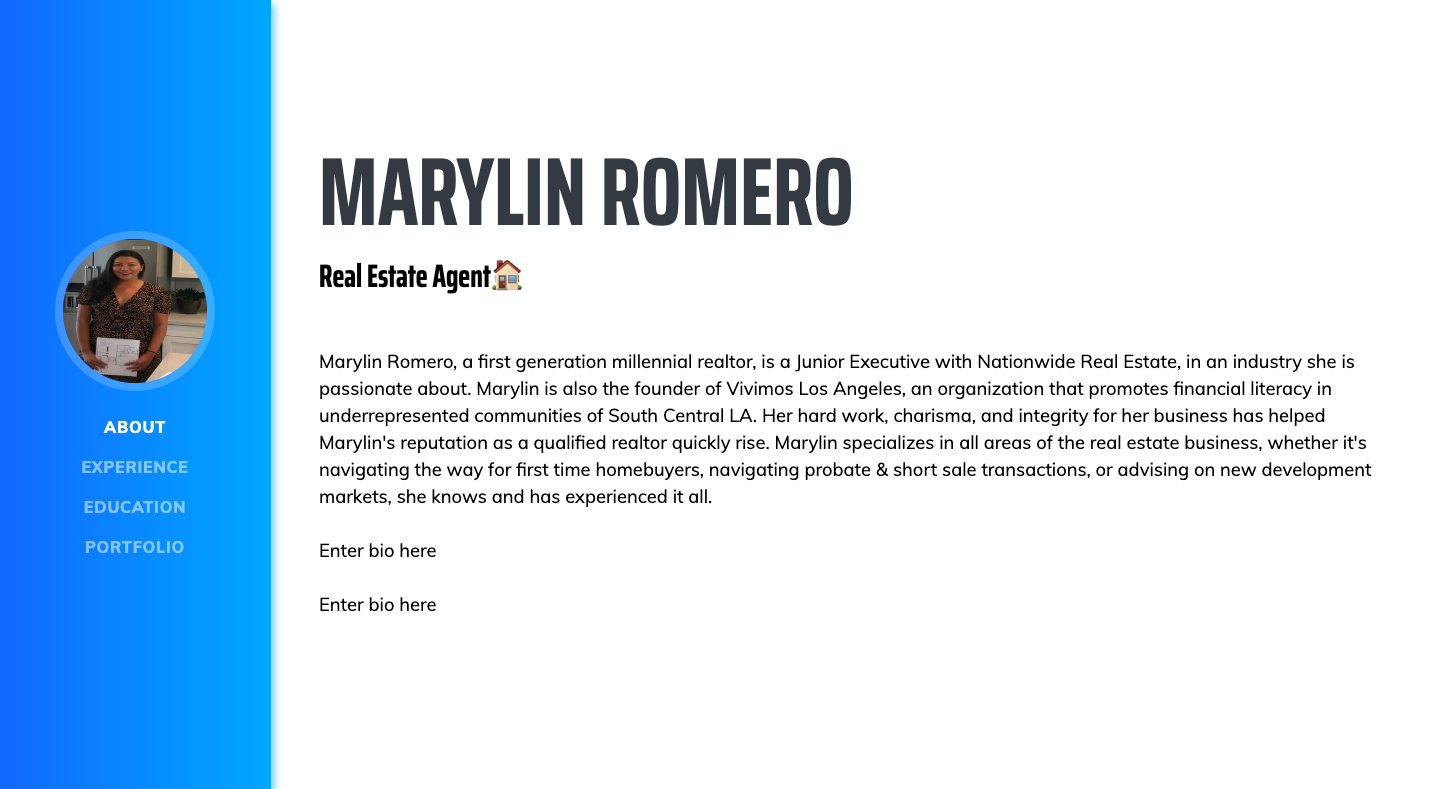 ABOUT
EXPERIENCE
EDUCATION
PORTFOLIO
MARYLIN ROMERO
Real Estate Agent🏠
Marylin Romero, a first generation millennial realtor, is a Junior Executive with Nationwide Real Estate, in an industry she is
passionate about. Marylin is also the founder of Vivimos Los Angeles, an organization that promotes financial literacy in
underrepresented communities of South Central LA. Her hard work, charisma, and integrity for her business has helped
Marylin's reputation as a qualified realtor quickly rise. Marylin specializes in all areas of the real estate business, whether it's
navigating the way for first time homebuyers, navigating probate & short sale transactions, or advising on new development
markets, she knows and has experienced it all.
Enter bio here
Enter bio here